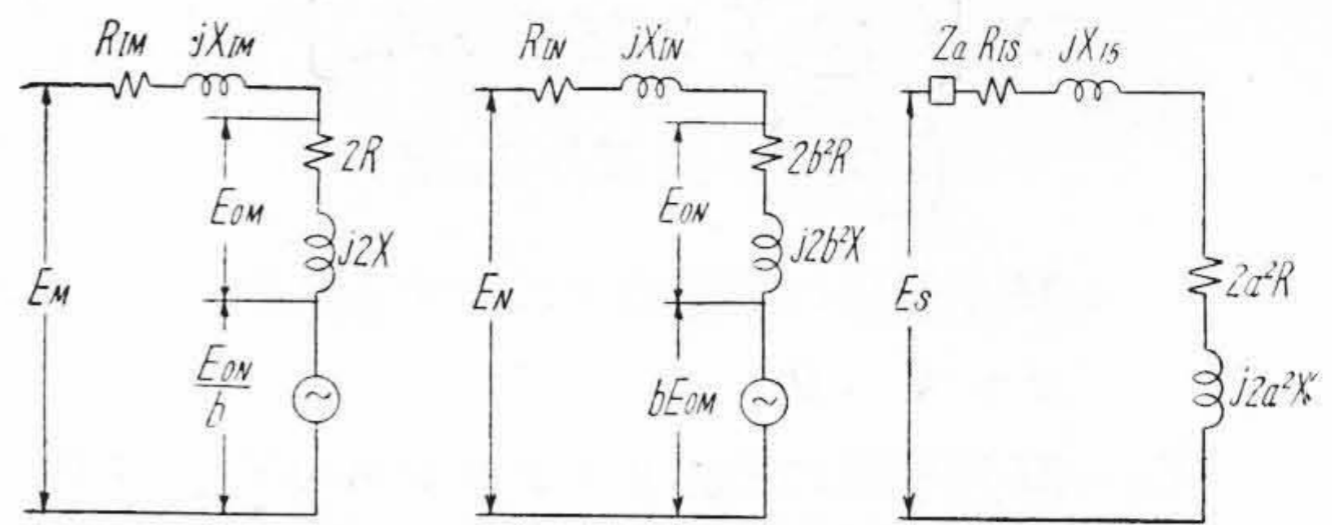 RIM jXIM
2R
EOM
j2X
EM
EON
b
RIN jXIN
2b²R
EON
j2b²X
EN
bEOM
Za RIS jXIS
2a²R
ES
j2a²X